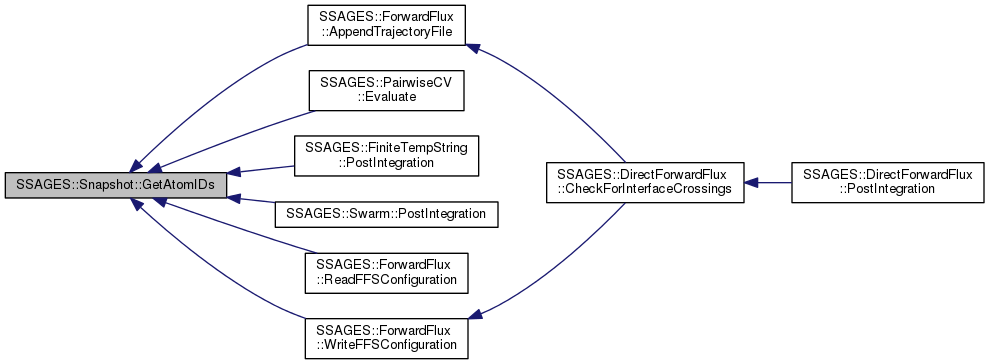 SSAGES::Snapshot::GetAtomIDs
SSAGES::ForwardFlux
::AppendTrajectoryFile
SSAGES::PairwiseCV
::Evaluate
SSAGES::FiniteTempString
::PostIntegration
SSAGES::Swarm::PostIntegration
SSAGES::ForwardFlux
::ReadFFSConfiguration
SSAGES::ForwardFlux
::WriteFFSConfiguration
SSAGES::DirectForwardFlux
::CheckForInterfaceCrossings
SSAGES::DirectForwardFlux
::PostIntegration